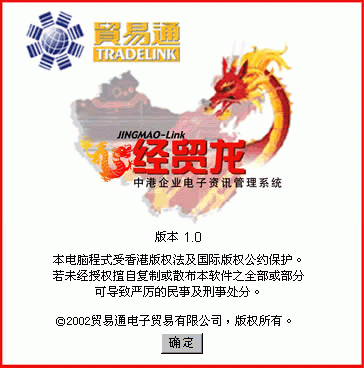 貿易通
TRADELINK
JINGMAO-Link
经贸龙
中港企业电子资讯管理系统
版本 1.0
本电脑程式受香港版权法及国际版权公约保护。
若未经授权擅自复制或散布本软件之全部或部分
可导致严厉的民事及刑事处分。
©2002贸易通电子贸易有限公司，版权所有。
确定